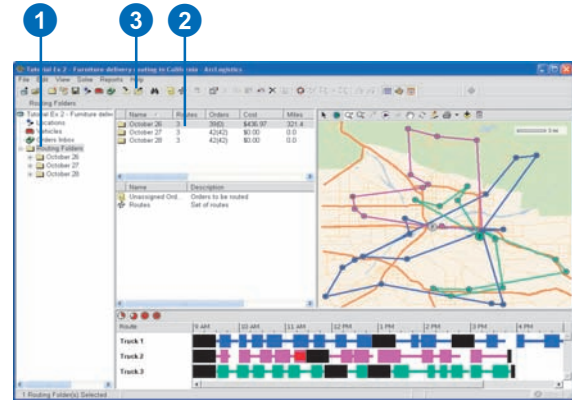 1
3
2
Tutorial Ex 2 - Furniture delivery routing in California - ArcLogistics
File Edit View Solve Reports Help
Routing Folders
Tutorial Ex 2 - Furniture deliv
Locations
Vehicles
Orders Inbox
Routing Folders
October 26
October 27
October 28
Name Routes Orders Cost Miles
October 26 3 39(0) $436.97 321.4
October 27 3 42(42) $0.00 0.0
October 28 3 42(42) $0.00 0.0
Name Description
Unassigned Ord. Orders to be routed
Routes Set of routes
Route 9 AM 10 AM 11 AM 12 PM 1 PM 2 PM 3 PM 4 PM
Truck 1
Truck 2
Truck 3
1 Routing Folder(s) Selected